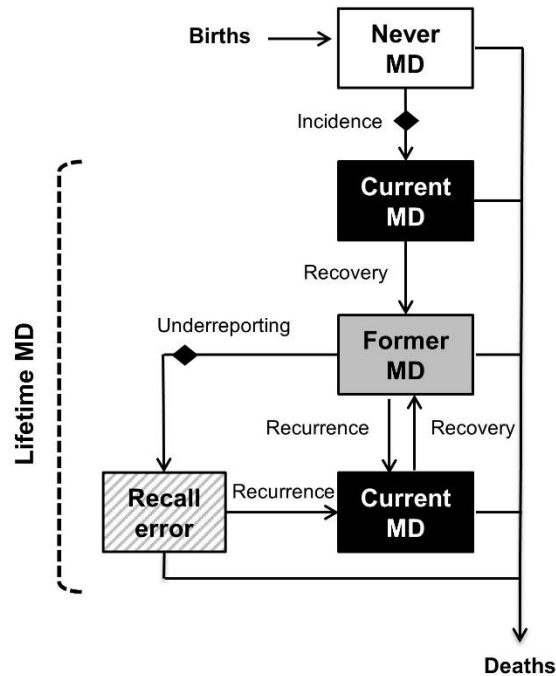 Births
Never
MD
Incidence
Current
MD
Recovery
Lifetime MD
Underreporting
Former
MD
Recurrence
Recovery
Recall
error
Recurrence
Current
MD
Deaths